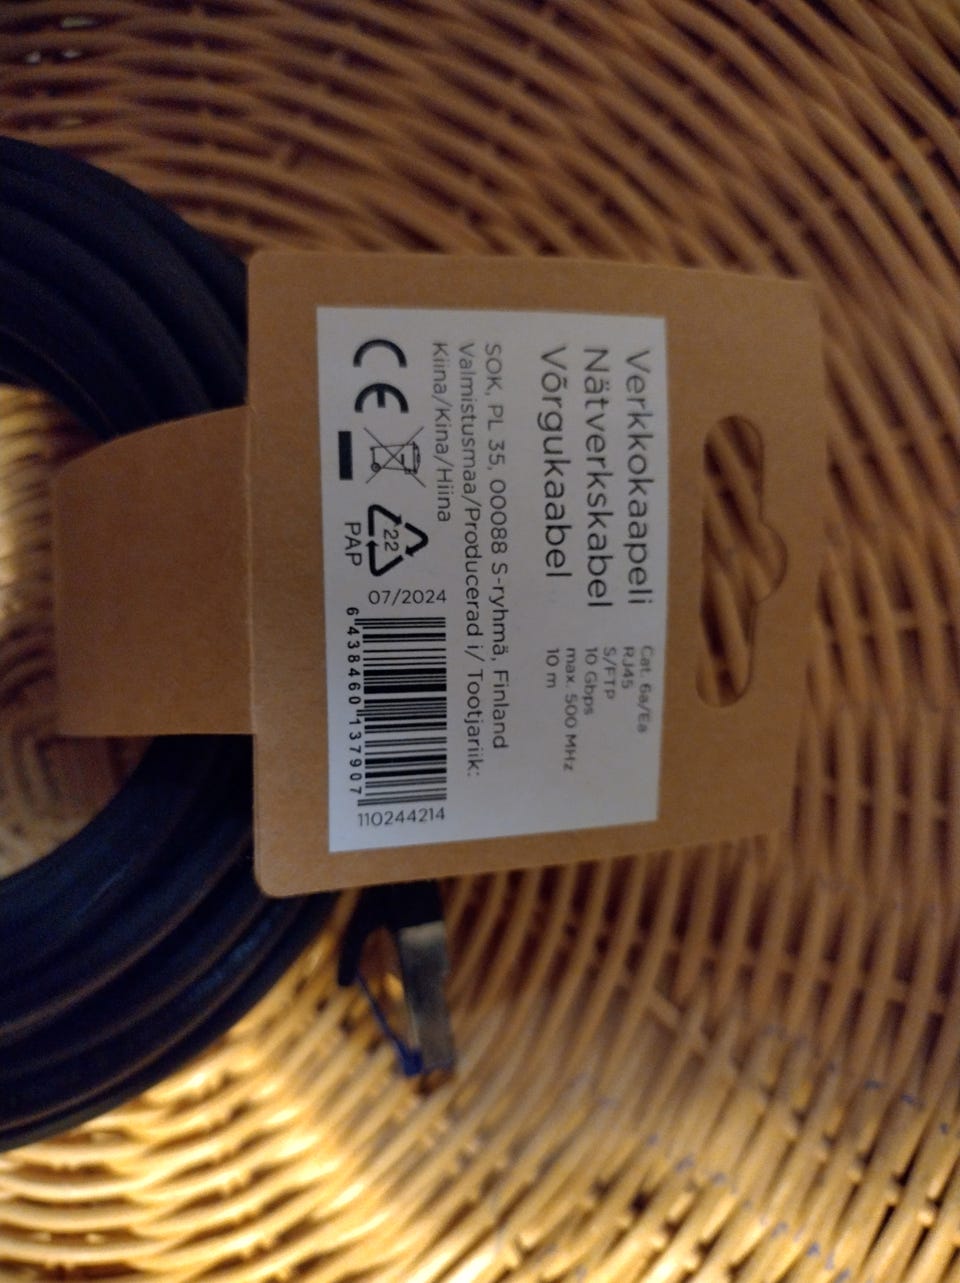 Verkkokaapeli
Nätverkskabel
Võrgukaabel
Cat. 6a/Ea
RJ45
S/FTP
10 Gbps
max. 500 MHz
10 m
SOK, PL 35, 00088 S-ryhmä, Finland
Valmistusmaa/Producerad i/ Tootjariik:
Kiina/Kina/Hiina
CE
22
PAP
07/2024
6 438460 137907
110244214